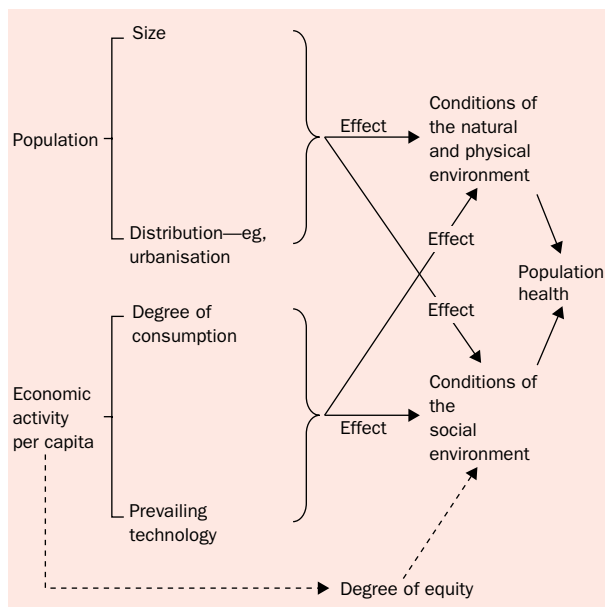 Size
Population
Distribution—eg,
urbanisation
Degree of
consumption
Economic
activity
per capita
Prevailing
technology
Effect
Effect
Effect
Effect
Conditions of
the natural
and physical
environment
Population
health
Conditions of
the
social
environment
Degree of equity